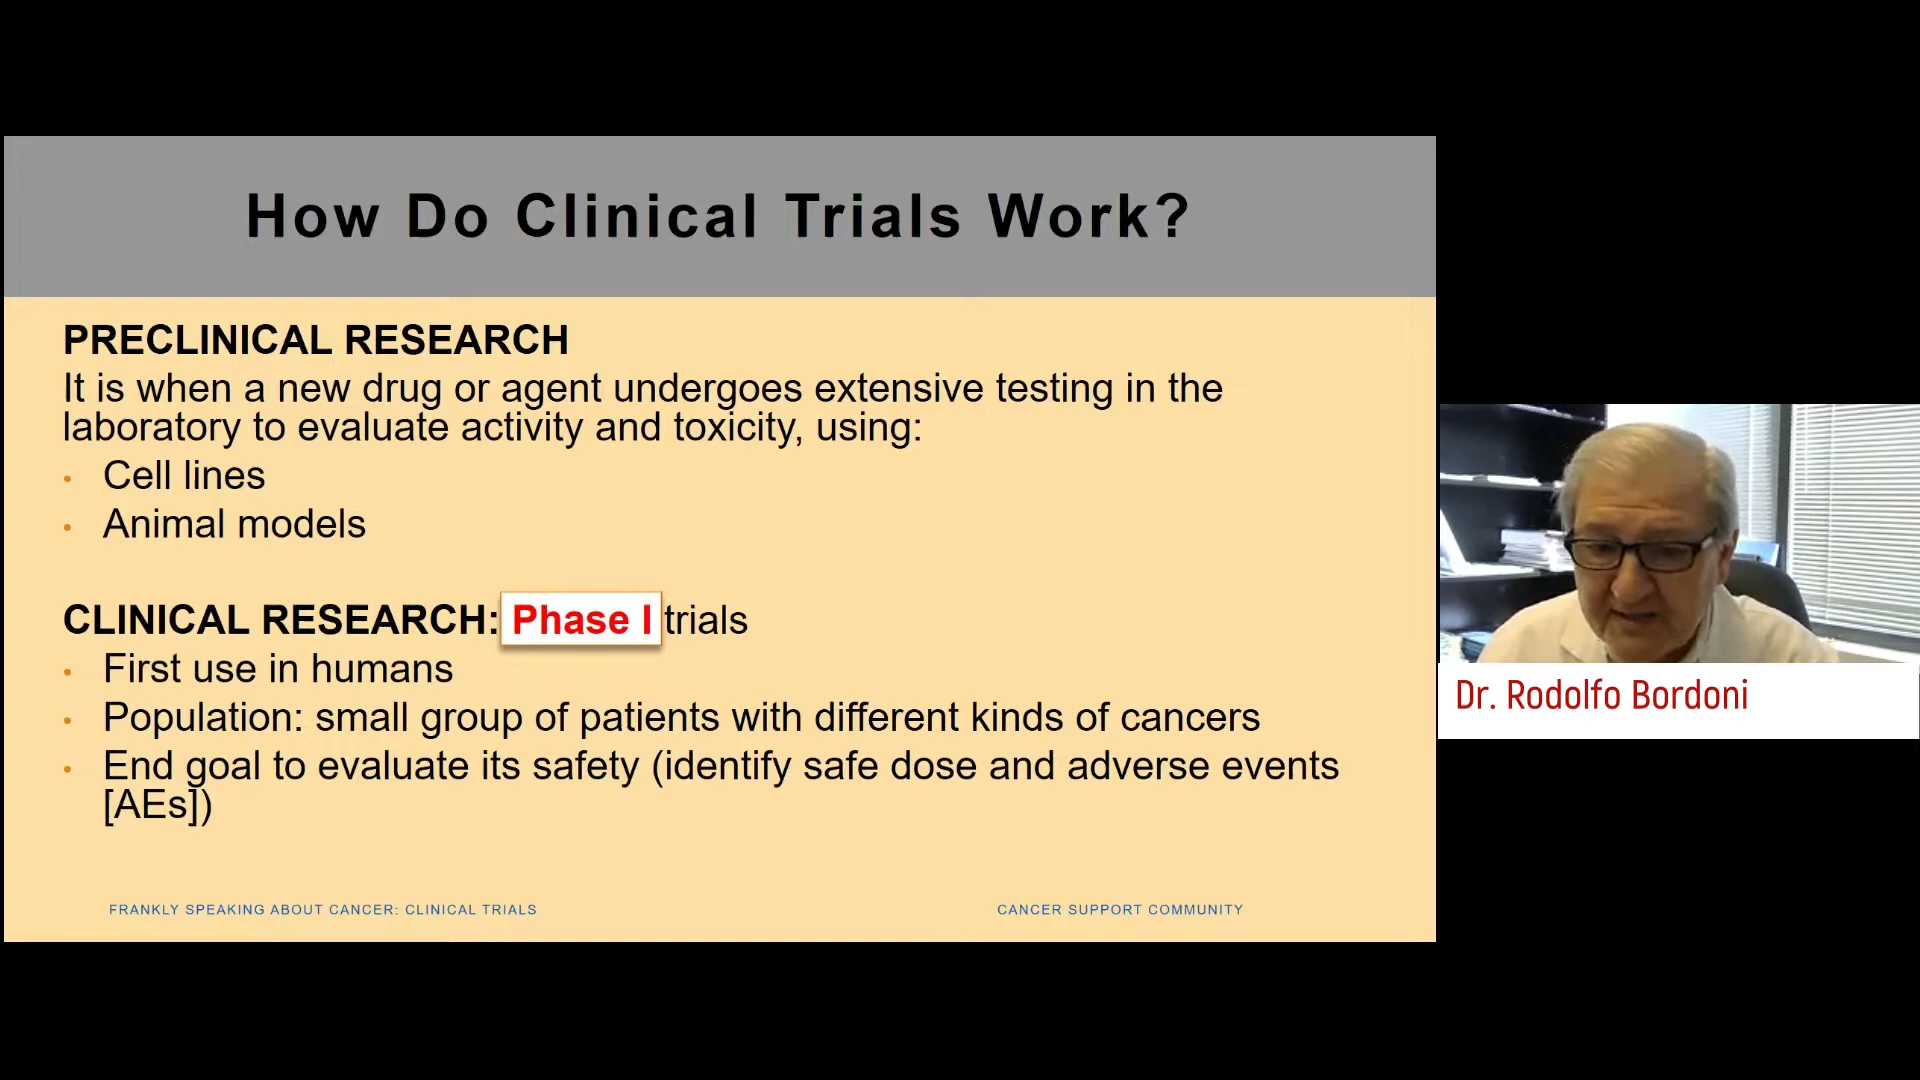 How Do Clinical Trials Work?
PRECLINICAL RESEARCH
It is when a new drug or agent undergoes extensive testing in the
laboratory to evaluate activity and toxicity, using:
• Cell lines
• Animal models
CLINICAL RESEARCH: Phase I trials
• First use in humans
• Population: small group of patients with different kinds of cancers
• End goal to evaluate its safety (identify safe dose and adverse events
[AEs])
FRANKLY SPEAKING ABOUT CANCER: CLINICAL TRIALS
CANCER SUPPORT COMMUNITY
Dr. Rodolfo Bordoni